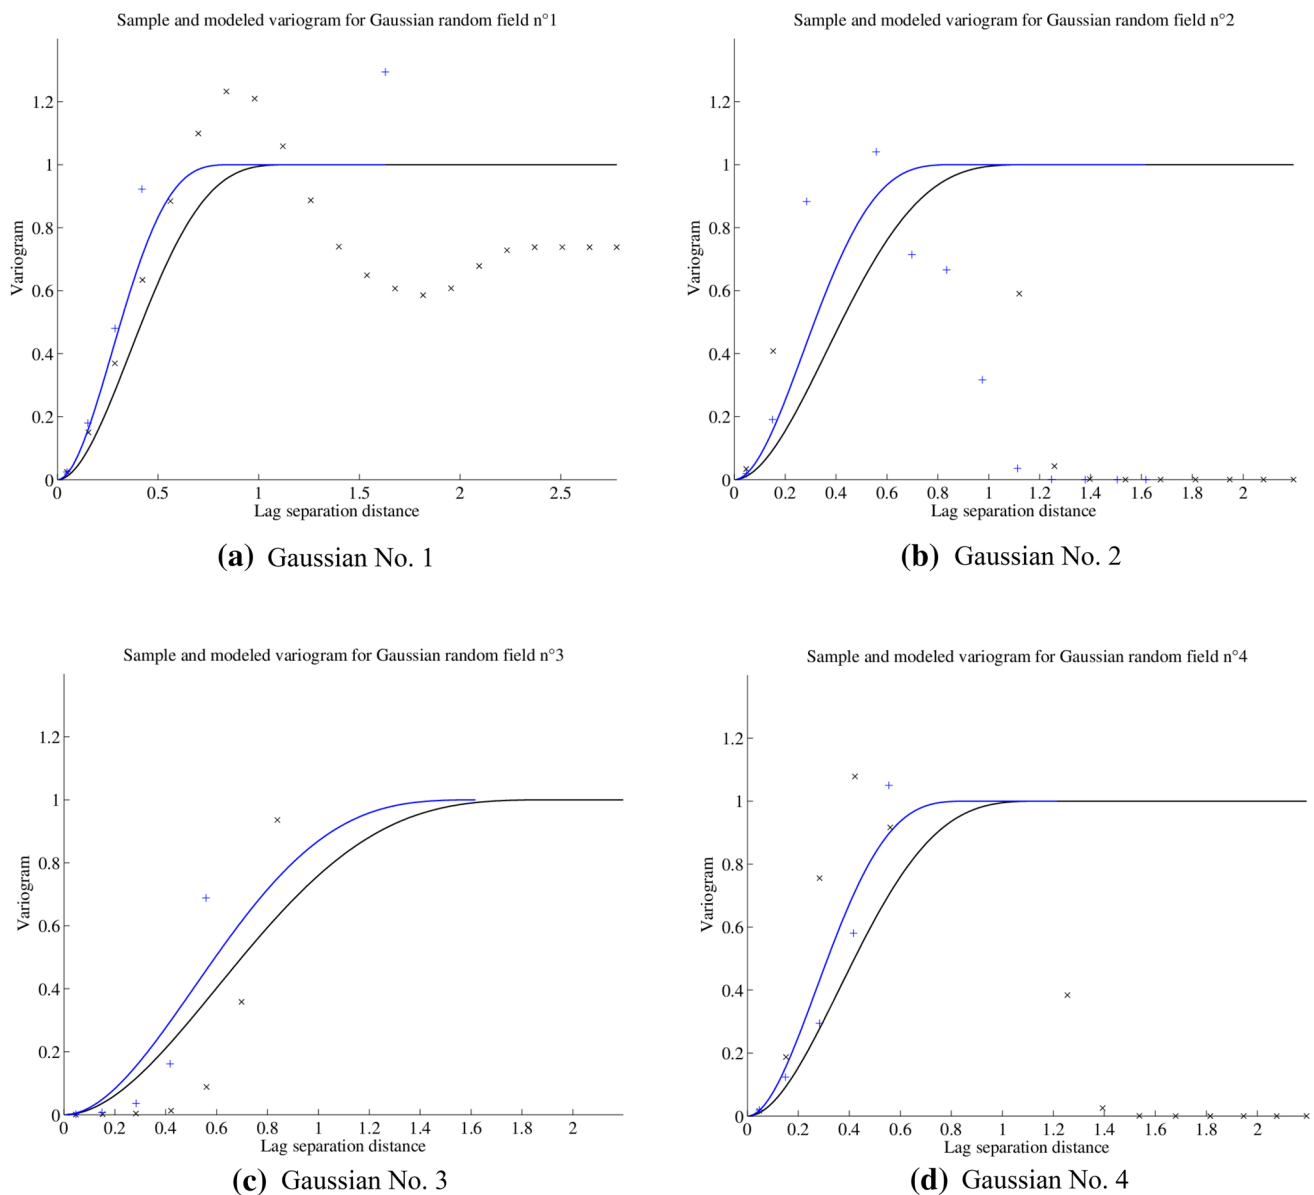 Sample and modeled variogram for Gaussian random field n°1
1.2
1
0.8
0.6
0.4
0.2
0
Variogram
0 0.5 1 1.5 2 2.5
Lag separation distance
(a) Gaussian No. 1
Sample and modeled variogram for Gaussian random field n°2
1.2
1
0.8
0.6
0.4
0.2
0
Variogram
0 0.2 0.4 0.6 0.8 1 1.2 1.4 1.6 1.8 2
Lag separation distance
(b) Gaussian No. 2
Sample and modeled variogram for Gaussian random field n°3
1.2
1
0.8
0.6
0.4
0.2
0
Variogram
0 0.2 0.4 0.6 0.8 1 1.2 1.4 1.6 1.8 2
Lag separation distance
(c) Gaussian No. 3
Sample and modeled variogram for Gaussian random field n°4
1.2
1
0.8
0.6
0.4
0.2
0
Variogram
0 0.2 0.4 0.6 0.8 1 1.2 1.4 1.6 1.8 2
Lag separation distance
(d) Gaussian No. 4